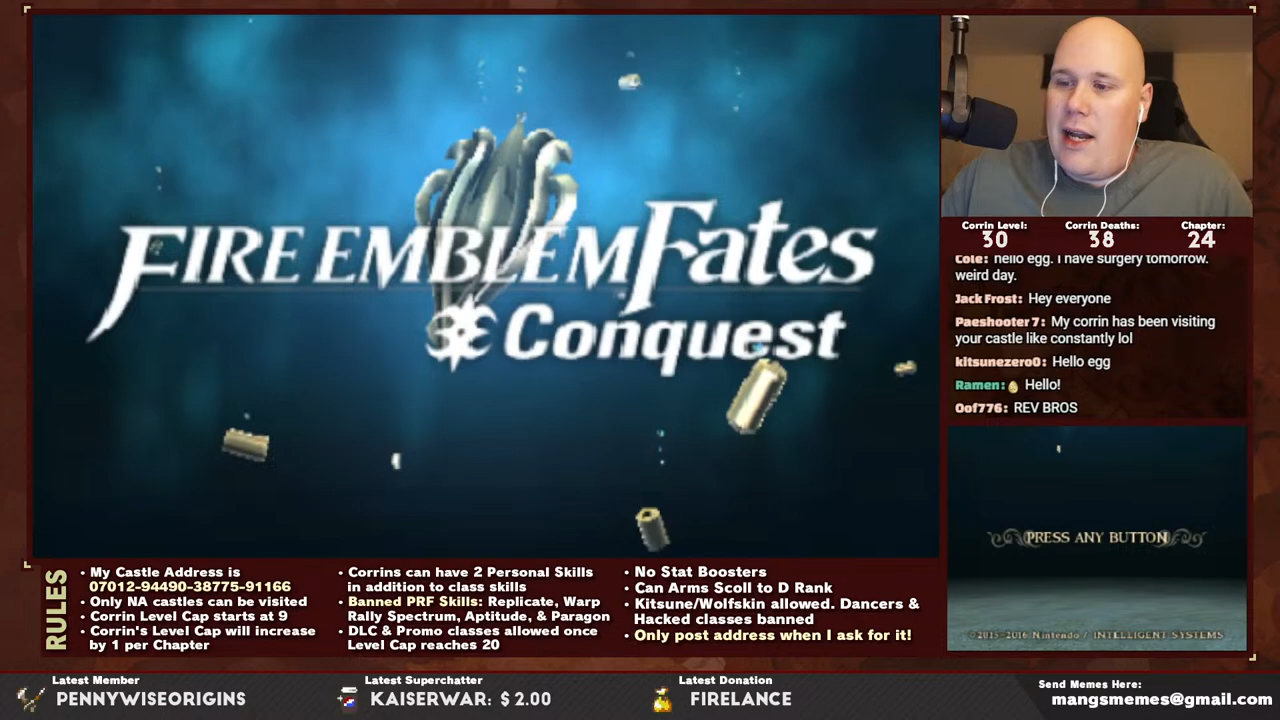 FIRE EMBLEM Fates
Conquest
Corrin Level:
30
Corrin Deaths:
38
Chapter:
24
Cole: hello egg. I have surgery tomorrow.
weird day.
Jack Frost: Hey everyone
Paeshooter 7: My corrin has been visiting
your castle like constantly lol
kitsunezero0: Hello egg
Ramen: Hello!
Oof776: REV BROS
PRESS ANY BUTTON
©2015-2016 Nintendo / INTELLIGENT SYSTEMS
RULES
• My Castle Address is
07012-94490-38775-91166
• Only NA castles can be visited
• Corrin Level Cap starts at 9
• Corrin's Level Cap will increase
by 1 per Chapter
• Corrins can have 2 Personal Skills
in addition to class skills
• Banned PRF Skills: Replicate, Warp
Rally Spectrum, Aptitude, & Paragon
• DLC & Promo classes allowed once
Level Cap reaches 20
• No Stat Boosters
• Can Arms Scoll to D Rank
• Kitsune/Wolfskin allowed. Dancers &
Hacked classes banned
• Only post address when I ask for it!
Latest Member
PENNYWISEORIGINS
Latest Superchatter
KAISERWAR: $ 2.00
Latest Donation
FIRELANCE
Send Memes Here:
mangsmemes@gmail.com